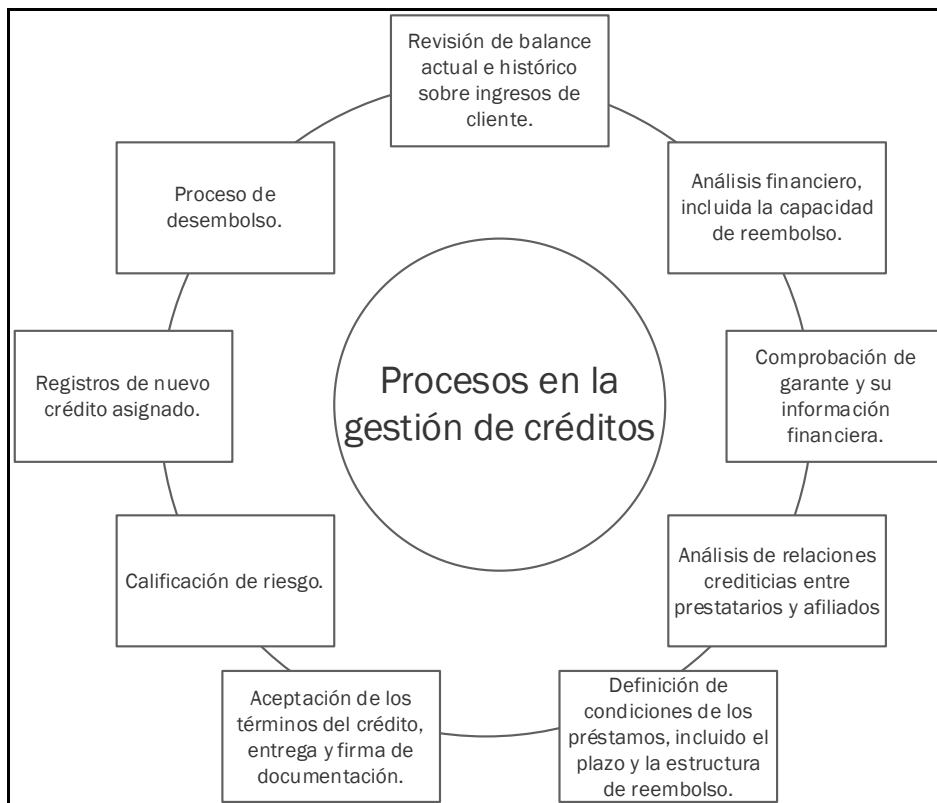 Revisión de balance
actual e histórico
sobre ingresos de
cliente.
Análisis financiero,
incluida la capacidad
de reembolso.
Comprobación de
garante y su
información
financiera.
Análisis de relaciones
crediticias entre
prestatarios y afiliados
Definición de
condiciones de los
préstamos, incluido el
plazo y la estructura
de reembolso.
Aceptación de los
términos del crédito,
entrega y firma de
documentación.
Calificación de riesgo.
Registros de nuevo
crédito asignado.
Proceso de
desembolso.
Procesos en la
gestión de créditos